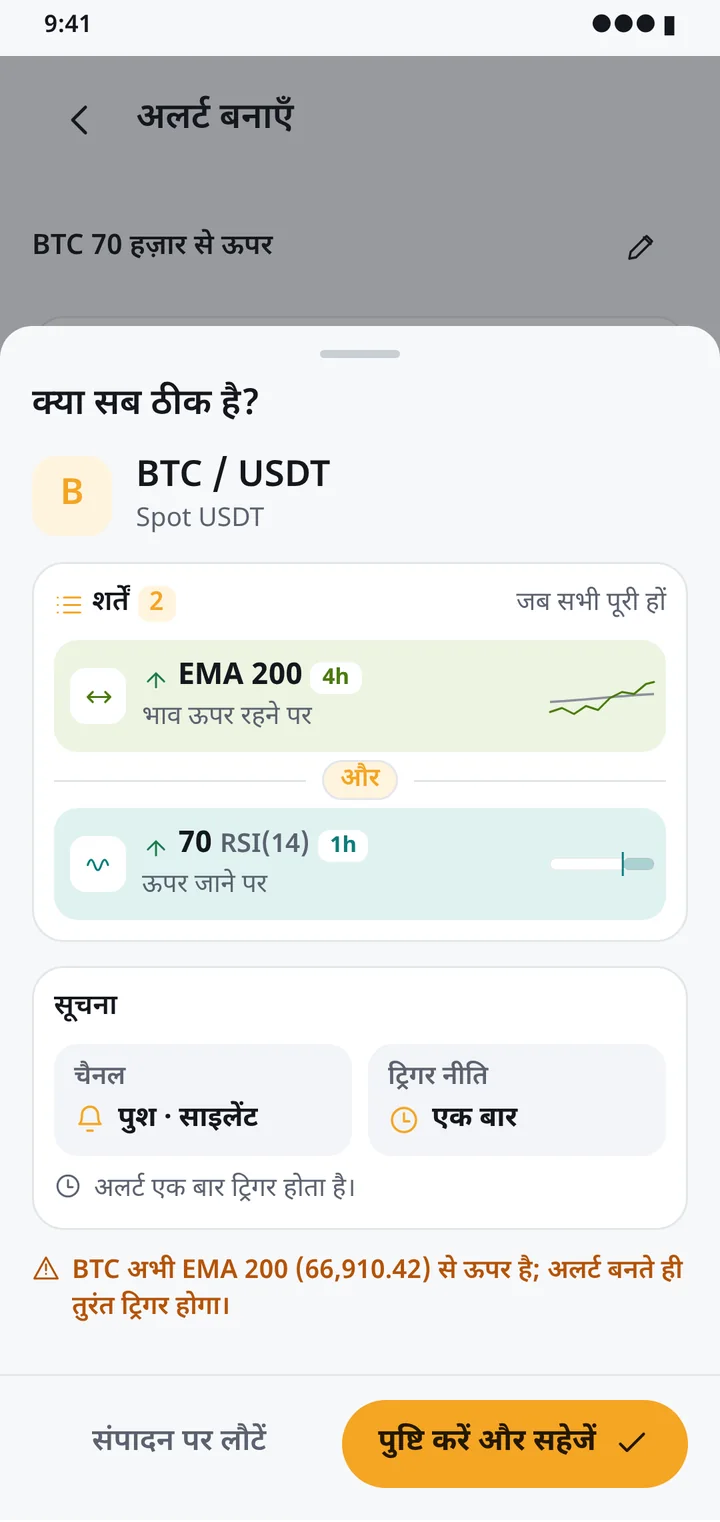 9:41
अलर्ट बनाएँ
BTC 70 हज़ार से ऊपर
क्या सब ठीक है?
B
BTC / USDT
Spot USDT
शर्तें 2
जब सभी पूरी हों
EMA 200 4h
भाव ऊपर रहने पर
और
70 RSI(14) 1h
ऊपर जाने पर
सूचना
चैनल
पुश · साइलेंट
ट्रिगर नीति
एक बार
अलर्ट एक बार ट्रिगर होता है।
BTC अभी EMA 200 (66,910.42) से ऊपर है; अलर्ट बनते ही
तुरंत ट्रिगर होगा।
संपादन पर लौटें
पुष्टि करें और सहेजें